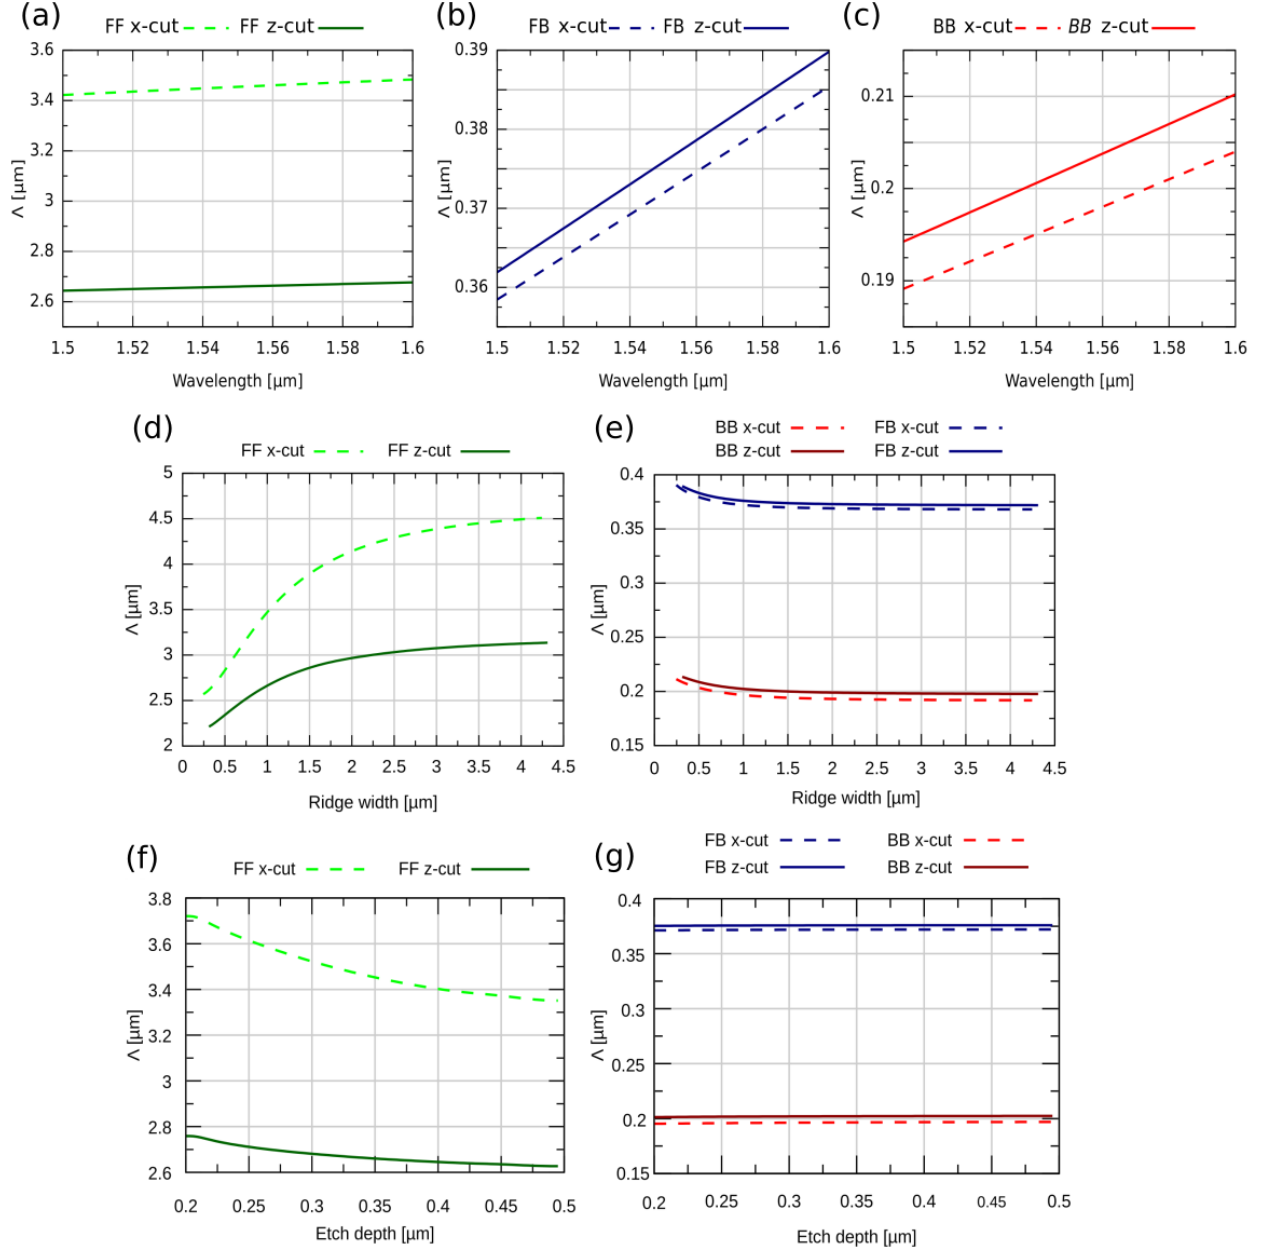 (a) FF x-cut FF z-cut
3.6
3.4
3.2
3
2.8
2.6
Λ [µm]
1.5 1.52 1.54 1.56 1.58 1.6
Wavelength [µm]
(b) FB x-cut FB z-cut
0.39
0.38
0.37
0.36
Λ [µm]
1.5 1.52 1.54 1.56 1.58 1.6
Wavelength [µm]
(c) BB x-cut BB z-cut
0.21
0.2
0.19
Λ [µm]
1.5 1.52 1.54 1.56 1.58 1.6
Wavelength [µm]
(d) FF x-cut FF z-cut
5
4.5
4
3.5
3
2.5
2
Λ [µm]
0 0.5 1 1.5 2 2.5 3 3.5 4 4.5
Ridge width [µm]
(e) BB x-cut FB x-cut
BB z-cut FB z-cut
0.4
0.35
0.3
0.25
0.2
0.15
Λ [µm]
0 0.5 1 1.5 2 2.5 3 3.5 4 4.5
Ridge width [µm]
(f) FF x-cut FF z-cut
3.8
3.6
3.4
3.2
3
2.8
2.6
Λ [µm]
0.2 0.25 0.3 0.35 0.4 0.45 0.5
Etch depth [µm]
(g) FB x-cut BB x-cut
FB z-cut BB z-cut
0.4
0.35
0.3
0.25
0.2
0.15
Λ [µm]
0.2 0.25 0.3 0.35 0.4 0.45 0.5
Etch depth [µm]